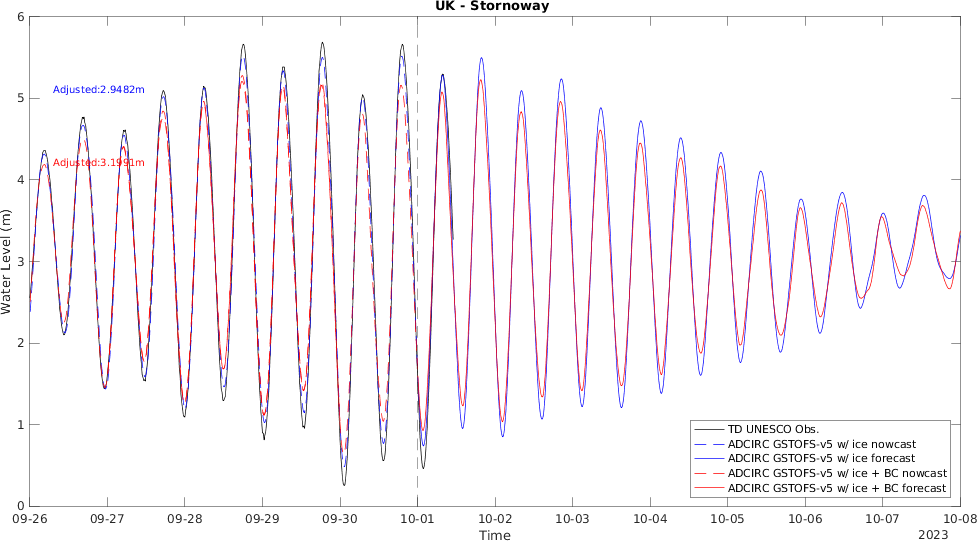 UK - Stornoway
6
5
4
3
2
1
0
Water Level (m)
Adjusted:2.9482m
Adjusted:3.1991m
TD UNESCO Obs.
ADCIRC GSTOFS-v5 w/ ice nowcast
ADCIRC GSTOFS-v5 w/ ice forecast
ADCIRC GSTOFS-v5 w/ ice + BC nowcast
ADCIRC GSTOFS-v5 w/ ice + BC forecast
09-26 09-27 09-28 09-29 09-30 10-01 10-02 10-03 10-04 10-05 10-06 10-07 10-08
Time
2023